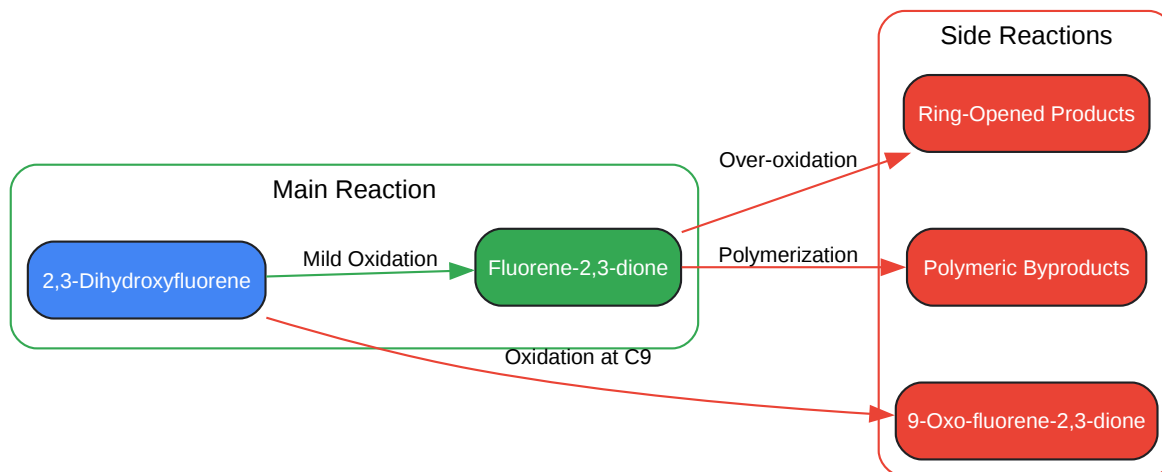 Side Reactions
Ring-Opened Products
Over-oxidation
Main Reaction
Mild Oxidation
Fluorene-2,3-dione
Polymerization
Polymeric Byproducts
2,3-Dihydroxyfluorene
Oxidation at C9
9-Oxo-fluorene-2,3-dione